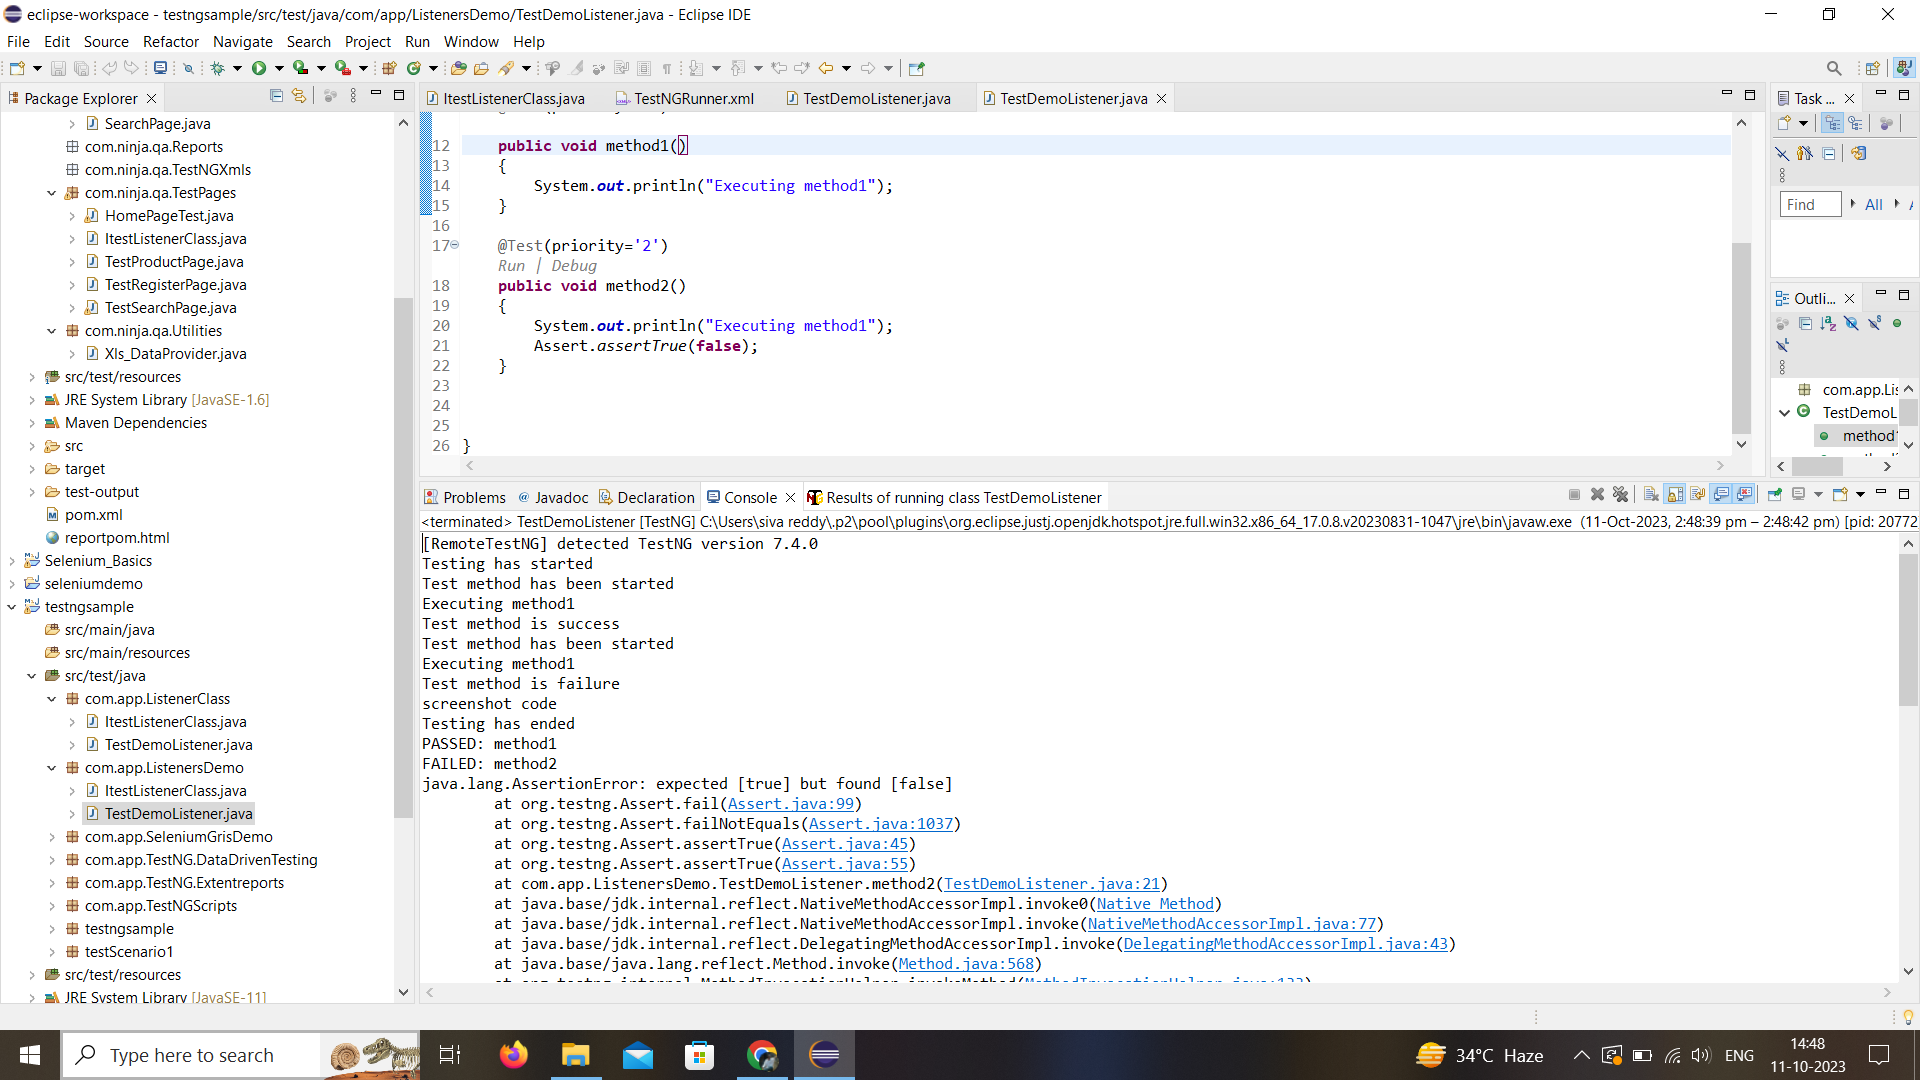 eclipse-workspace - testngsample/src/test/java/com/app/ListenersDemo/TestDemoListener.java - Eclipse IDE
File Edit Source Refactor Navigate Search Project Run Window Help
Package Explorer
SearchPage.java
com.ninja.qa.Reports
com.ninja.qa.TestNGXmls
com.ninja.qa.TestPages
HomePageTest.java
ItestListenerClass.java
TestProductPage.java
TestRegisterPage.java
TestSearchPage.java
com.ninja.qa.Utilities
Xls_DataProvider.java
src/test/resources
JRE System Library [JavaSE-1.6]
Maven Dependencies
src
target
test-output
pom.xml
reportpom.html
Selenium_Basics
seleniumdemo
testngsample
src/main/java
src/main/resources
src/test/java
com.app.ListenerClass
ItestListenerClass.java
TestDemoListener.java
com.app.ListenersDemo
ItestListenerClass.java
TestDemoListener.java
com.app.SeleniumGrisDemo
com.app.TestNG.DataDrivenTesting
com.app.TestNG.Extentreports
com.app.TestNGScripts
testngsample
testScenario1
src/test/resources
JRE System Library [JavaSE-11]
ItestListenerClass.java TestNGRunner.xml TestDemoListener.java TestDemoListener.java
12 public void method1()
13 {
14 System.out.println("Executing method1");
15 }
16
17 @Test(priority='2')
Run | Debug
18 public void method2()
19 {
20 System.out.println("Executing method1");
21 Assert.assertTrue(false);
22 }
23
24
25
26 }
Task ...
Find All
Outli...
com.app.Lis
TestDemoL
method1
Problems Javadoc Declaration Console Results of running class TestDemoListener
<terminated> TestDemoListener [TestNG] C:\Users\siva reddy\.p2\pool\plugins\org.eclipse.justj.openjdk.hotspot.jre.full.win32.x86_64_17.0.8.v20230831-1047\jre\bin\javaw.exe (11-Oct-2023, 2:48:39 pm – 2:48:42 pm) [pid: 20772
[RemoteTestNG] detected TestNG version 7.4.0
Testing has started
Test method has been started
Executing method1
Test method is success
Test method has been started
Executing method1
Test method is failure
screenshot code
Testing has ended
PASSED: method1
FAILED: method2
java.lang.AssertionError: expected [true] but found [false]
at org.testng.Assert.fail(Assert.java:99)
at org.testng.Assert.failNotEquals(Assert.java:1037)
at org.testng.Assert.assertTrue(Assert.java:45)
at org.testng.Assert.assertTrue(Assert.java:55)
at com.app.ListenersDemo.TestDemoListener.method2(TestDemoListener.java:21)
at java.base/jdk.internal.reflect.NativeMethodAccessorImpl.invoke0(Native Method)
at java.base/jdk.internal.reflect.NativeMethodAccessorImpl.invoke(NativeMethodAccessorImpl.java:77)
at java.base/jdk.internal.reflect.DelegatingMethodAccessorImpl.invoke(DelegatingMethodAccessorImpl.java:43)
at java.base/java.lang.reflect.Method.invoke(Method.java:568)
at org.testng.internal.MethodInvocationHelper.invokeMethod(MethodInvocationHelper.java:133)
Type here to search
34°C Haze
ENG
14:48
11-10-2023